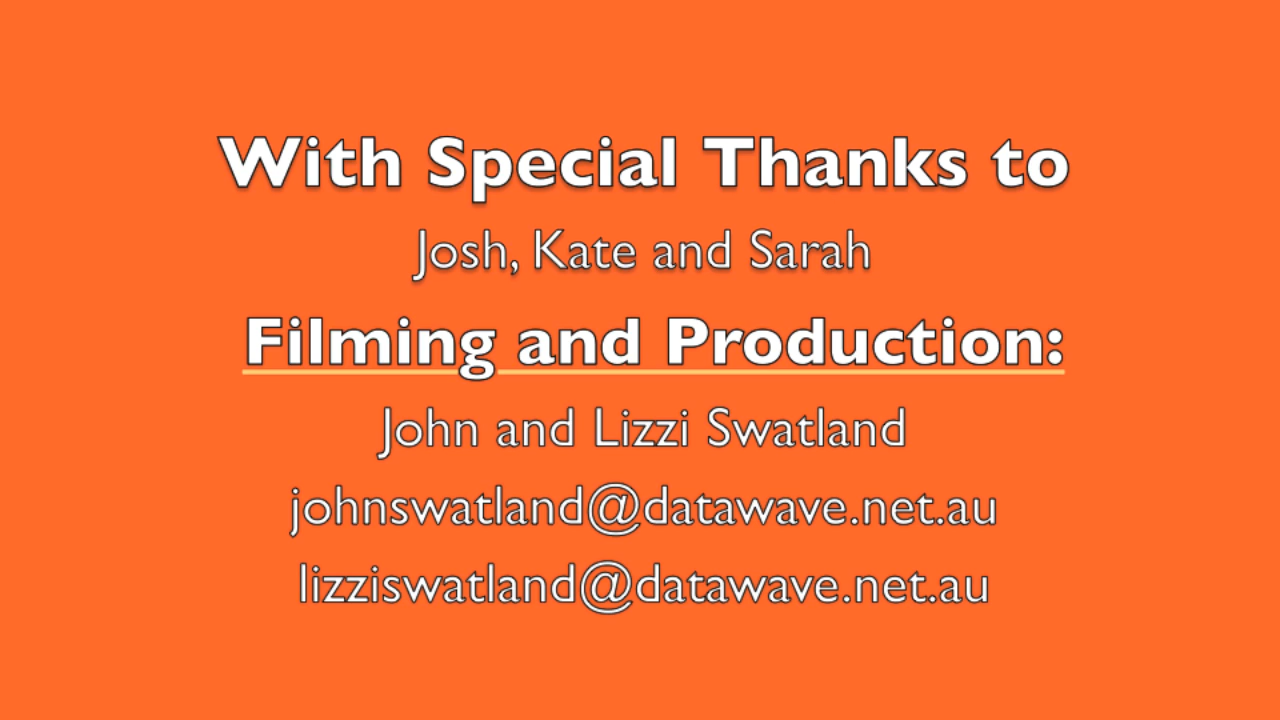 With Special Thanks to
Josh, Kate and Sarah
Filming and Production:
John and Lizzi Swatland
johnswatland@datawave.net.au
lizziswatland@datawave.net.au